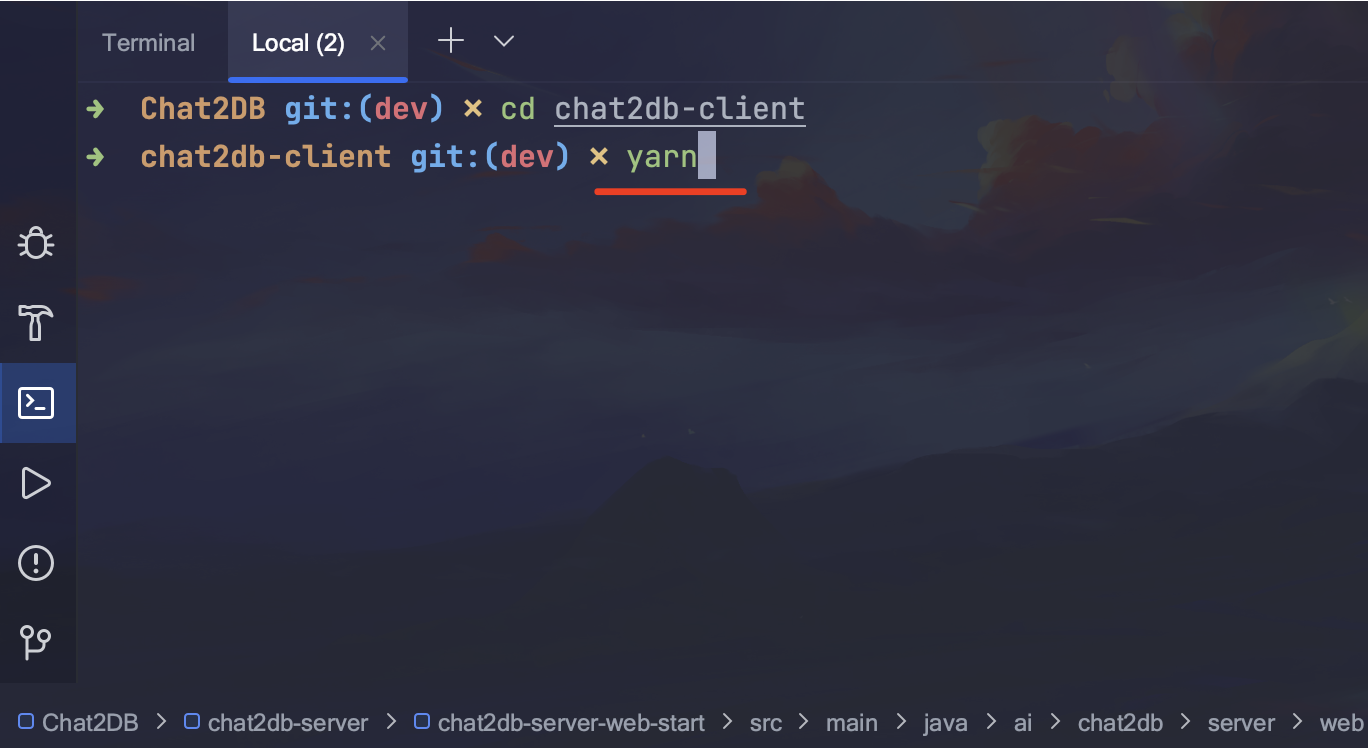 Terminal Local (2)
➜ Chat2DB git:(dev) ✗ cd chat2db-client
➜ chat2db-client git:(dev) ✗ yarn
Chat2DB > chat2db-server > chat2db-server-web-start > src > main > java > ai > chat2db > server > web